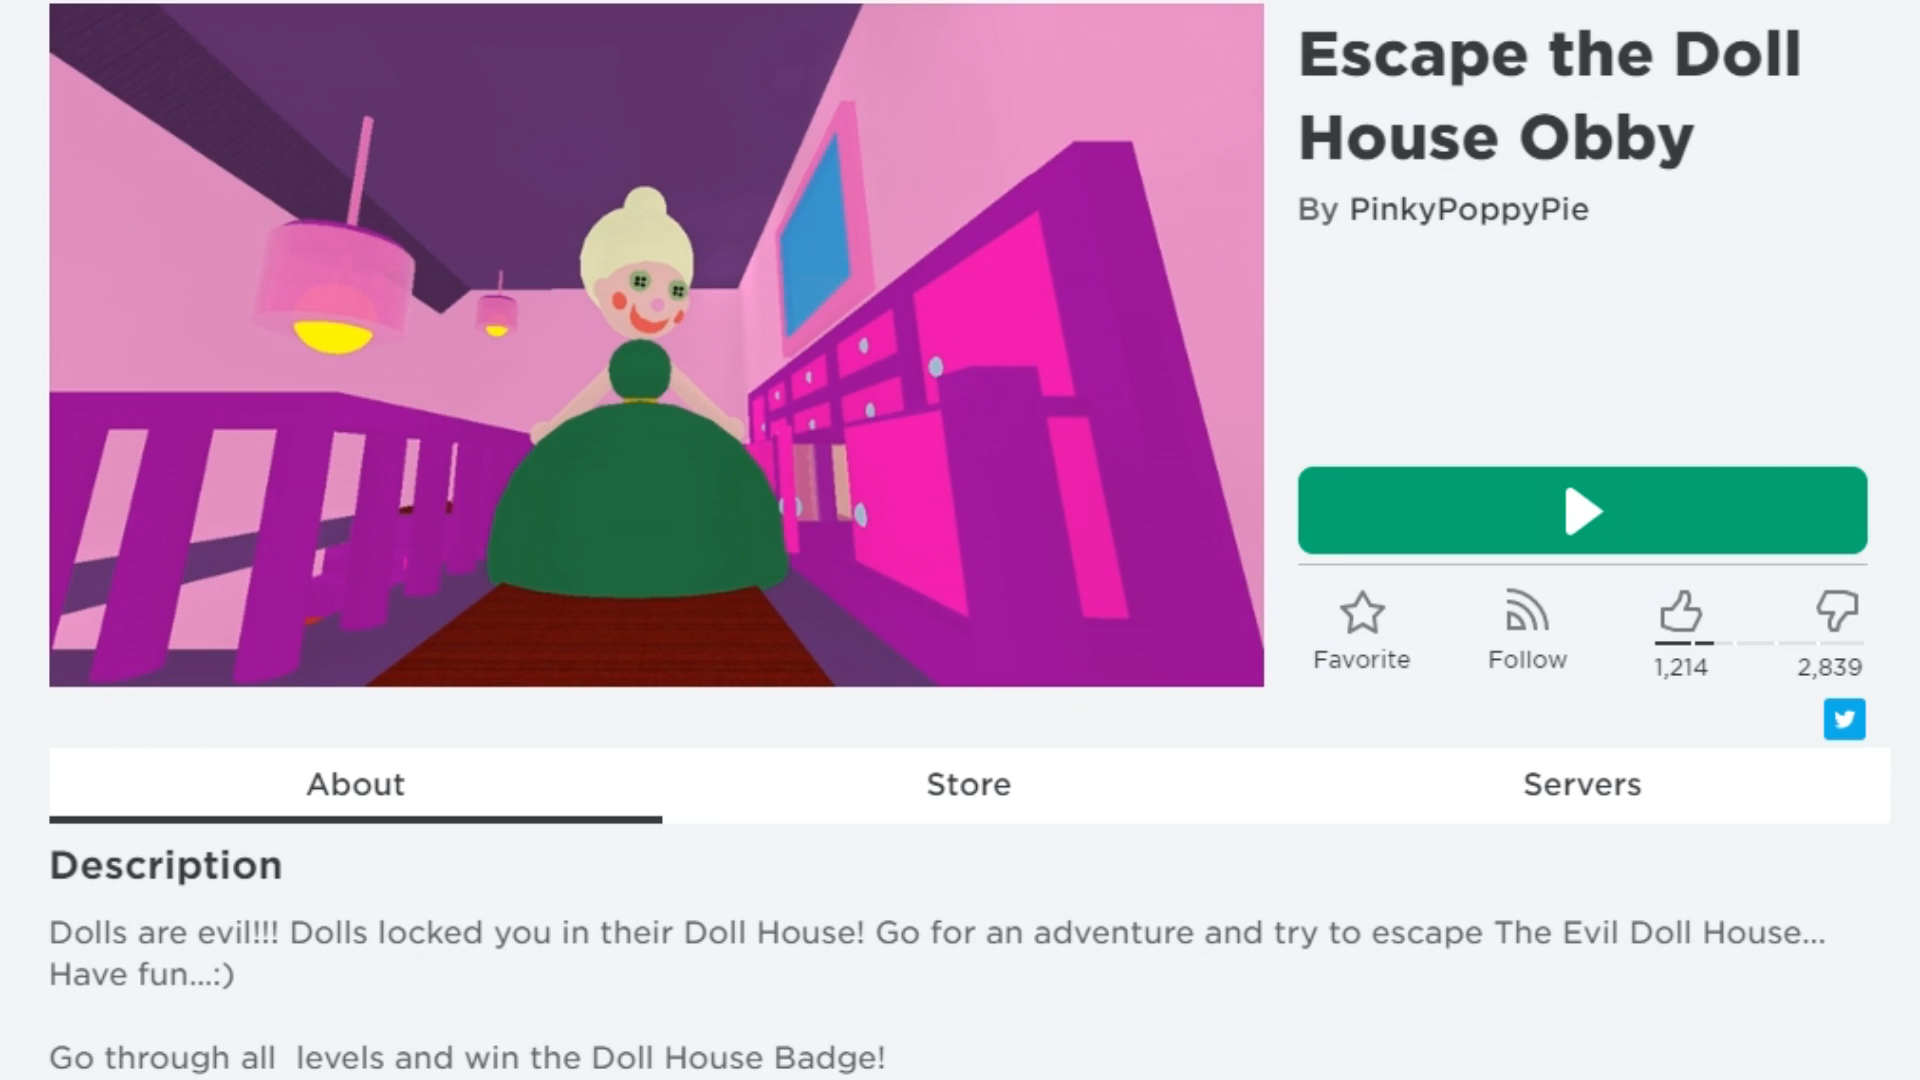 Escape the Doll
House Obby
By PinkyPoppyPie
Favorite
Follow
1,214
2,839
About
Store
Servers
Description
Dolls are evil!!! Dolls locked you in their Doll House! Go for an adventure and try to escape The Evil Doll House...
Have fun...:)
Go through all  levels and win the Doll House Badge!